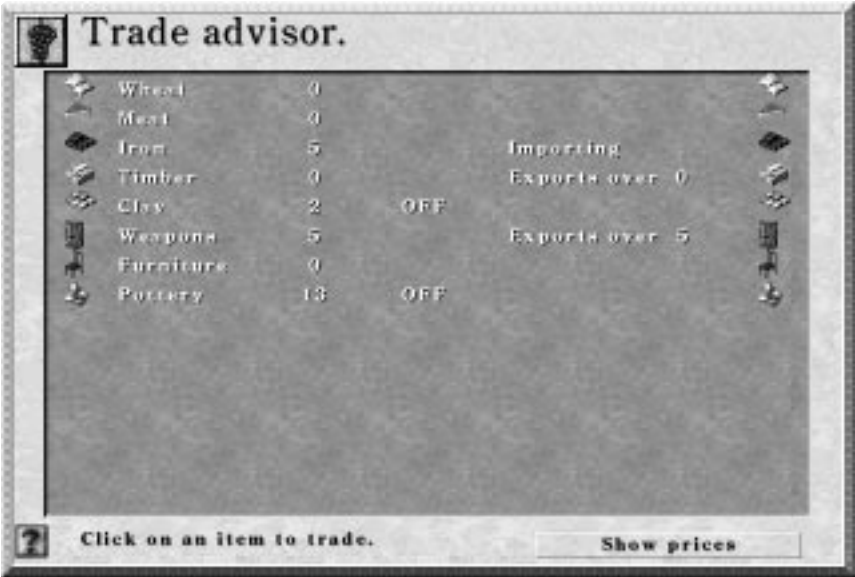 Trade advisor.
Wheat 0
Meat 0
Iron 5 Importing
Timber 0 Exports over 0
Clay 2 OFF
Weapons 5 Exports over 5
Furniture 0
Pottery 13 OFF
? Click on an item to trade. Show prices